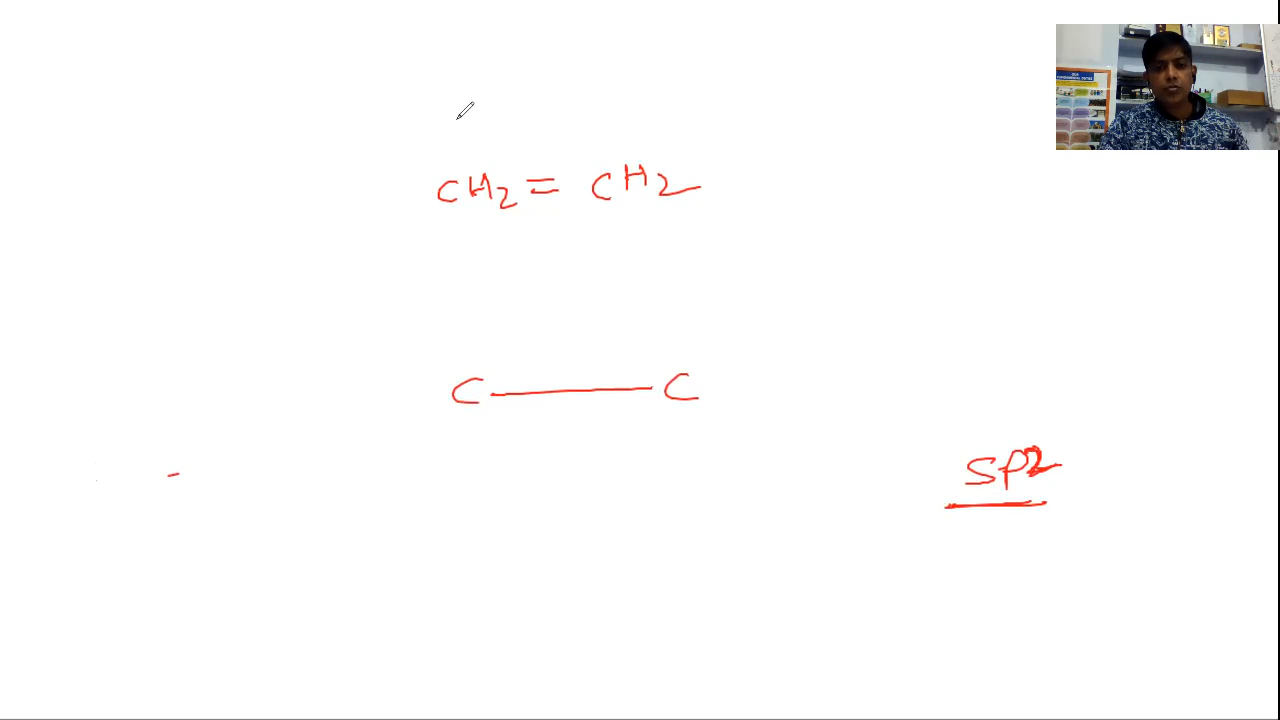 CH2 = CH2
C — C
SP2